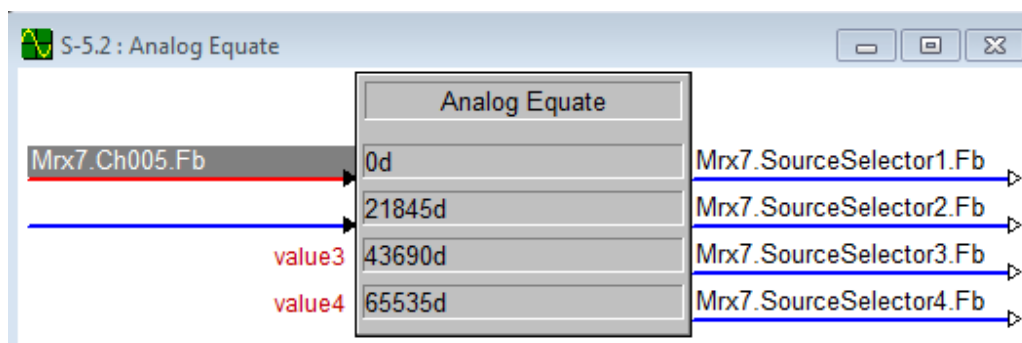 S-5.2 : Analog Equate
Analog Equate
Mrx7.Ch005.Fb 0d Mrx7.SourceSelector1.Fb
21845d Mrx7.SourceSelector2.Fb
value3 43690d Mrx7.SourceSelector3.Fb
value4 65535d Mrx7.SourceSelector4.Fb